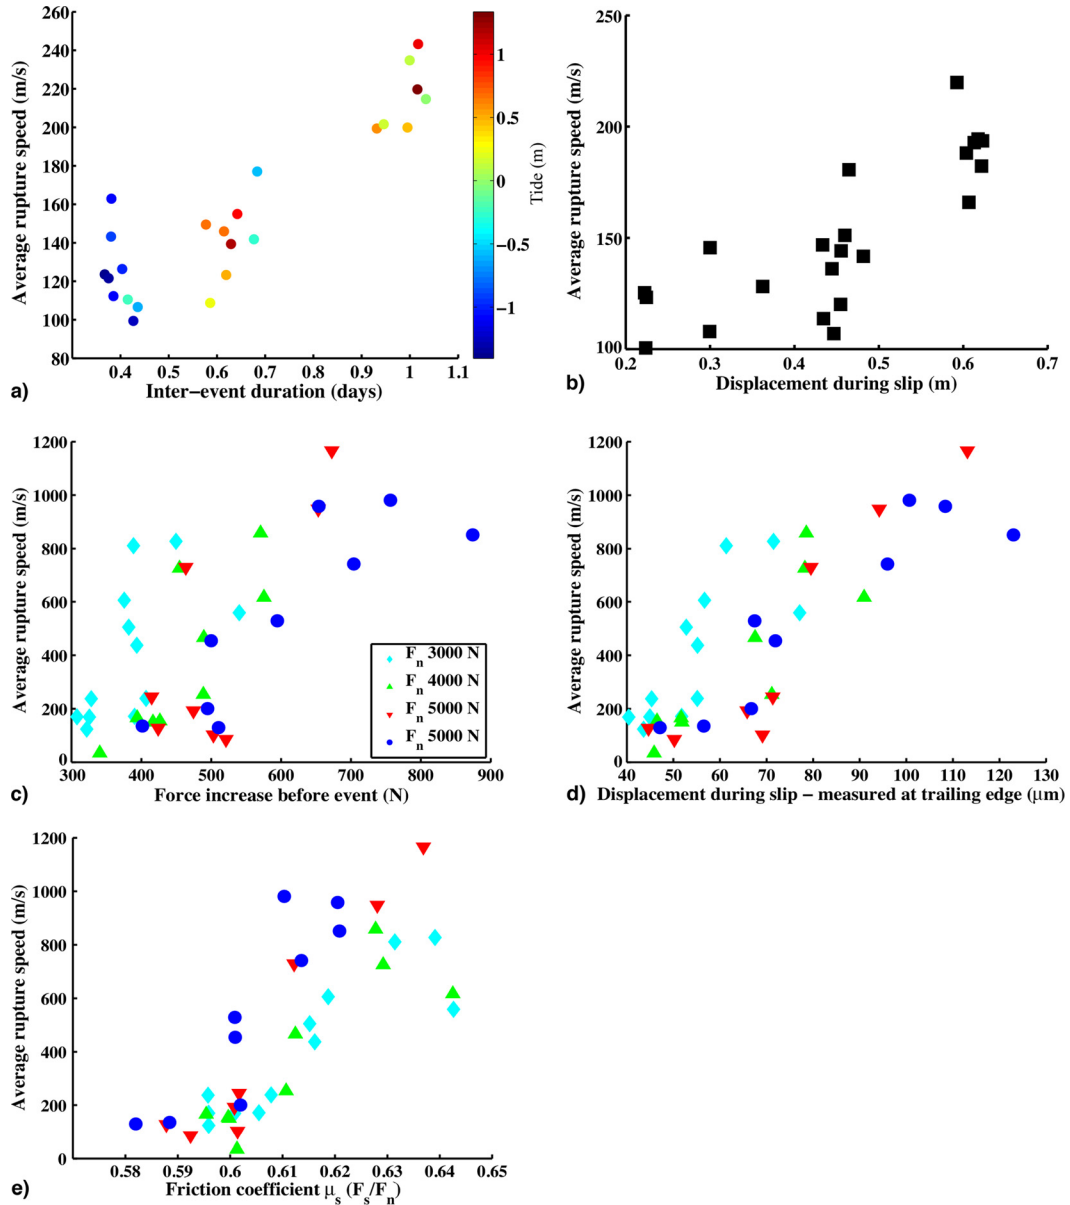 260
240
220
200
180
160
140
120
100
80
Average rupture speed (m/s)
0.4 0.5 0.6 0.7 0.8 0.9 1 1.1
Inter−event duration (days)
1
0.5
0
−0.5
−1
Tide (m)
a)
250
200
150
100
Average rupture speed (m/s)
0.2 0.3 0.4 0.5 0.6 0.7
Displacement during slip (m)
b)
1200
1000
800
600
400
200
0
Average rupture speed (m/s)
300 400 500 600 700 800 900
Force increase before event (N)
Fn 3000 N
Fn 4000 N
Fn 5000 N
Fn 5000 N
c)
1200
1000
800
600
400
200
0
Average rupture speed (m/s)
40 50 60 70 80 90 100 110 120 130
Displacement during slip − measured at trailing edge (μm)
d)
1200
1000
800
600
400
200
0
Average rupture speed (m/s)
0.58 0.59 0.6 0.61 0.62 0.63 0.64 0.65
Friction coefficient μs (Fs/Fn)
e)